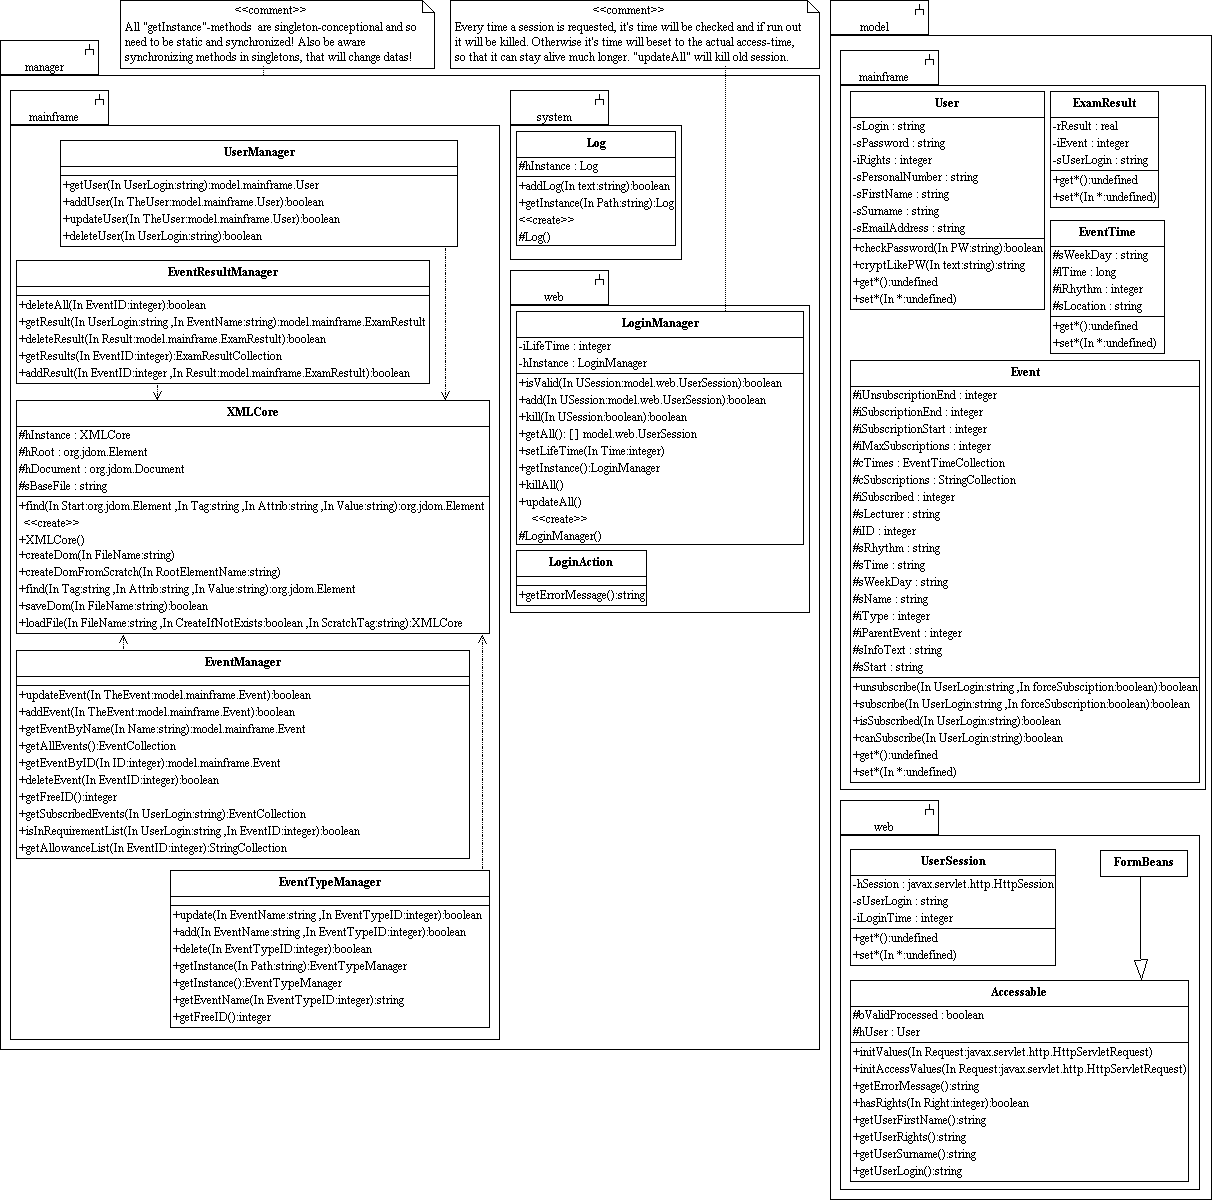 <<comment>>
All "getInstance"-methods are singleton-conceptional and so
need to be static and synchronized! Also be aware
synchronizing methods in singletons, that will change datas!
<<comment>>
Every time a session is requested, it's time will be checked and if run out
it will be killed. Otherwise it's time will beset to the actual access-time,
so that it can stay alive much longer. "updateAll" will kill old session.
manager
mainframe
UserManager
+getUser(In UserLogin:string):model.mainframe.User
+addUser(In TheUser:model.mainframe.User):boolean
+updateUser(In TheUser:model.mainframe.User):boolean
+deleteUser(In UserLogin:string):boolean
EventResultManager
+deleteAll(In EventID:integer):boolean
+getResult(In UserLogin:string ,In EventName:string):model.mainframe.ExamRestult
+deleteResult(In Result:model.mainframe.ExamRestult):boolean
+getResults(In EventID:integer):ExamResultCollection
+addResult(In EventID:integer ,In Result:model.mainframe.ExamRestult):boolean
XMLCore
#hInstance : XMLCore
#hRoot : org.jdom.Element
#hDocument : org.jdom.Document
#sBaseFile : string
+find(In Start:org.jdom.Element ,In Tag:string ,In Attrib:string ,In Value:string):org.jdom.Element
<<create>>
+XMLCore()
+createDom(In FileName:string)
+createDomFromScratch(In RootElementName:string)
+find(In Tag:string ,In Attrib:string ,In Value:string):org.jdom.Element
+saveDom(In FileName:string):boolean
+loadFile(In FileName:string ,In CreateIfNotExists:boolean ,In ScratchTag:string):XMLCore
EventManager
+updateEvent(In TheEvent:model.mainframe.Event):boolean
+addEvent(In TheEvent:model.mainframe.Event):boolean
+getEventByName(In Name:string):model.mainframe.Event
+getAllEvents():EventCollection
+getEventByID(In ID:integer):model.mainframe.Event
+deleteEvent(In EventID:integer):boolean
+getFreeID():integer
+getSubscribedEvents(In UserLogin:string):EventCollection
+isInRequirementList(In UserLogin:string ,In EventID:integer):boolean
+getAllowanceList(In EventID:integer):StringCollection
EventTypeManager
+update(In EventName:string ,In EventTypeID:integer):boolean
+add(In EventName:string ,In EventTypeID:integer):boolean
+delete(In EventTypeID:integer):boolean
+getInstance(In Path:string):EventTypeManager
+getInstance():EventTypeManager
+getEventName(In EventTypeID:integer):string
+getFreeID():integer
system
Log
#hInstance : Log
+addLog(In text:string):boolean
+getInstance(In Path:string):Log
<<create>>
#Log()
web
LoginManager
-iLifeTime : integer
-hInstance : LoginManager
+isValid(In USession:model.web.UserSession):boolean
+add(In USession:model.web.UserSession):boolean
+kill(In USession:boolean):boolean
+getAll(): [ ] model.web.UserSession
+setLifeTime(In Time:integer)
+getInstance():LoginManager
+killAll()
+updateAll()
<<create>>
#LoginManager()
LoginAction
+getErrorMessage():string
model
mainframe
User
-sLogin : string
-sPassword : string
-iRights : integer
-sPersonalNumber : string
-sFirstName : string
-sSurname : string
-sEmailAddress : string
+checkPassword(In PW:string):boolean
+cryptLikePW(In text:string):string
+get*():undefined
+set*(In *:undefined)
ExamResult
-rResult : real
-iEvent : integer
-sUserLogin : string
+get*():undefined
+set*(In *:undefined)
EventTime
#sWeekDay : string
#lTime : long
#iRhythm : integer
#sLocation : string
+get*():undefined
+set*(In *:undefined)
Event
#iUnsubscriptionEnd : integer
#iSubscriptionEnd : integer
#iSubscriptionStart : integer
#iMaxSubscriptions : integer
#cTimes : EventTimeCollection
#cSubscriptions : StringCollection
#iSubscribed : integer
#sLecturer : string
#iID : integer
#sRhythm : string
#sTime : string
#sWeekDay : string
#sName : string
#iType : integer
#iParentEvent : integer
#sInfoText : string
#sStart : string
+unsubscribe(In UserLogin:string ,In forceSubsciption:boolean):boolean
+subscribe(In UserLogin:string ,In forceSubscription:boolean):boolean
+isSubscribed(In UserLogin:string):boolean
+canSubscribe(In UserLogin:string):boolean
+get*():undefined
+set*(In *:undefined)
web
UserSession
-hSession : javax.servlet.http.HttpSession
-sUserLogin : string
-iLoginTime : integer
+get*():undefined
+set*(In *:undefined)
FormBeans
Accessable
#bValidProcessed : boolean
#hUser : User
+initValues(In Request:javax.servlet.http.HttpServletRequest)
+initAccessValues(In Request:javax.servlet.http.HttpServletRequest)
+getErrorMessage():string
+hasRights(In Right:integer):boolean
+getUserFirstName():string
+getUserRights():string
+getUserSurname():string
+getUserLogin():string